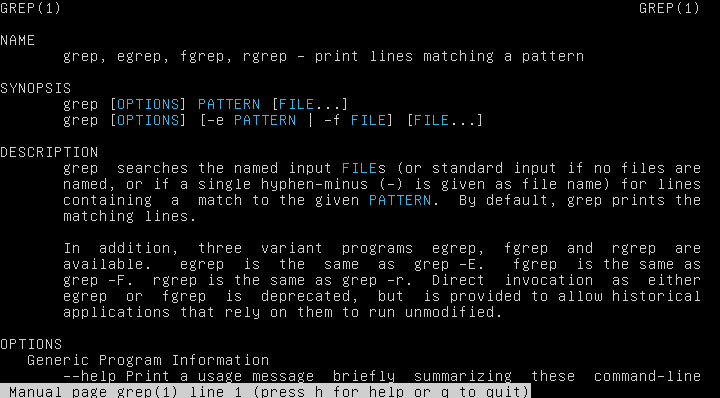 GREP(1) GREP(1)
NAME
grep, egrep, fgrep, rgrep - print lines matching a pattern
SYNOPSIS
grep [OPTIONS] PATTERN [FILE...]
grep [OPTIONS] [-e PATTERN | -f FILE] [FILE...]
DESCRIPTION
grep searches the named input FILEs (or standard input if no files are
named, or if a single hyphen-minus (-) is given as file name) for lines
containing a match to the given PATTERN. By default, grep prints the
matching lines.
In addition, three variant programs egrep, fgrep and rgrep are
available. egrep is the same as grep -E. fgrep is the same as
grep -F. rgrep is the same as grep -r. Direct invocation as either
egrep or fgrep is deprecated, but is provided to allow historical
applications that rely on them to run unmodified.
OPTIONS
Generic Program Information
--help Print a usage message briefly summarizing these command-line
Manual page grep(1) line 1 (press h for help or q to quit)